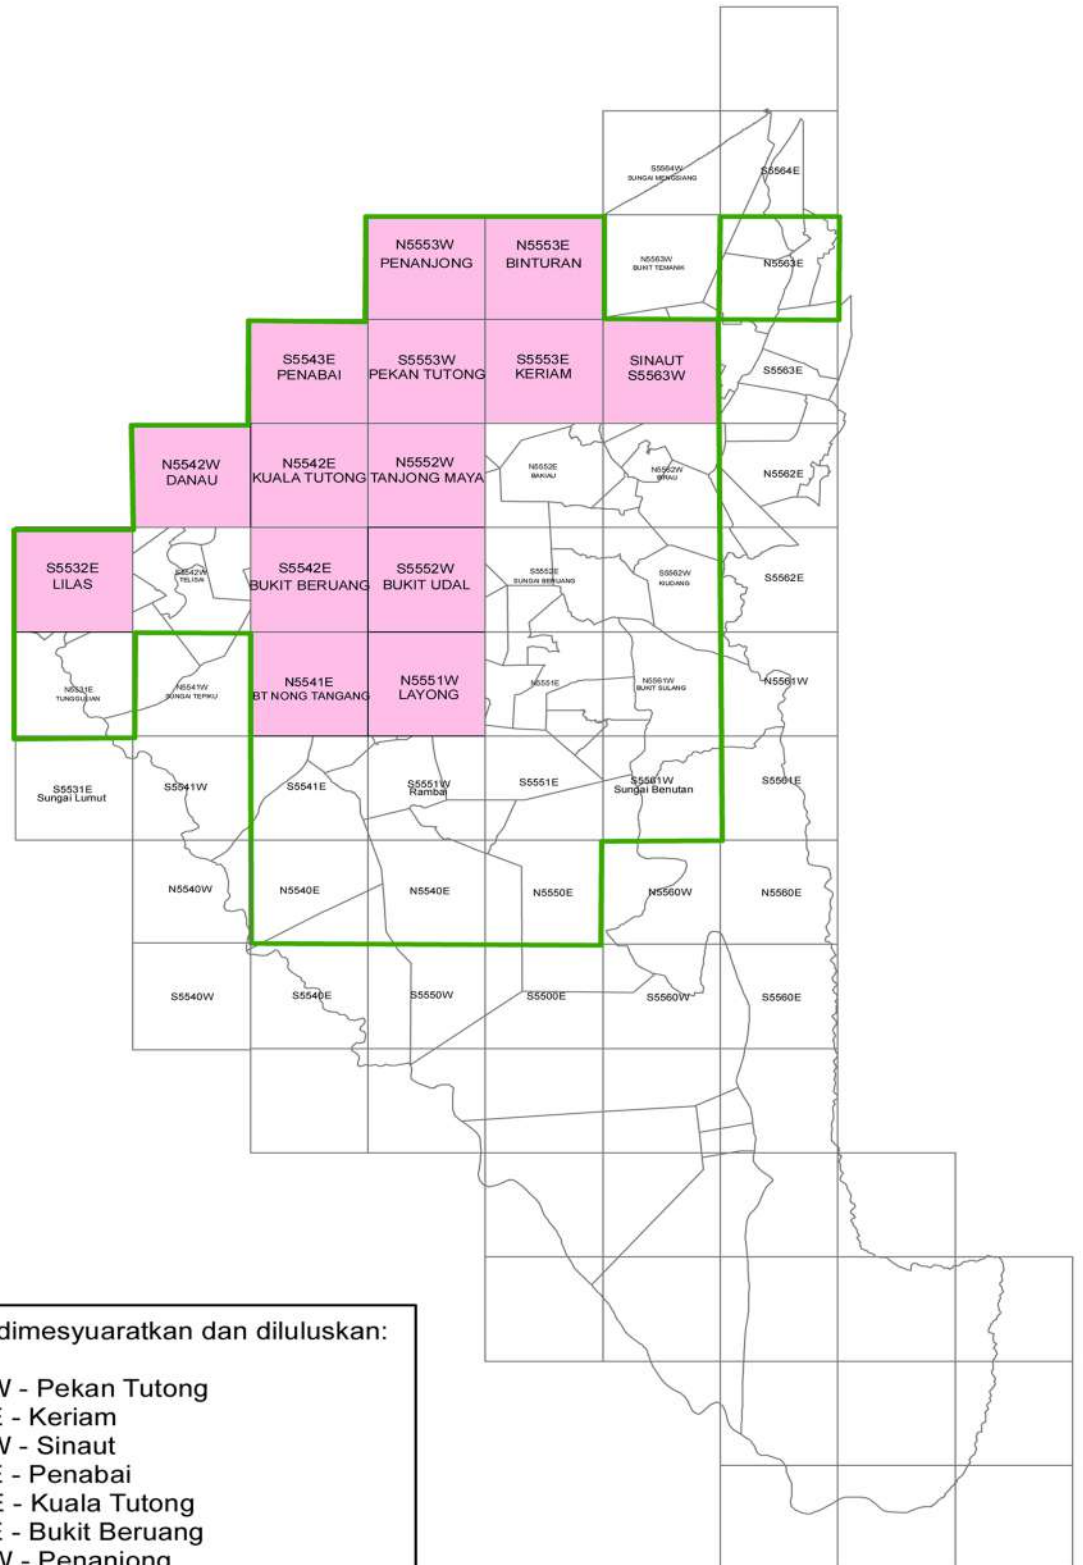 S5564W
SUNGAI MENGSIANG
S5564E
N5553W
PENANJONG
N5553E
BINTURAN
N5563W
BUKIT TEMANIK
N5563E
S5543E
PENABAI
S5553W
PEKAN TUTONG
S5553E
KERIAM
SINAUT
S5563W
S5563E
N5542W
DANAU
N5542E
KUALA TUTONG
N5552W
TANJONG MAYA
N5552E
BAKIAU
N5562W
BIRAU
N5562E
S5532E
LILAS
S5542W
TELISAI
S5542E
BUKIT BERUANG
S5552W
BUKIT UDAL
S5552E
SUNGAI BERUANG
S5562W
KIUDANG
S5562E
N5531E
TUNGGULIAN
N5541W
SUNGAI TEPIKU
N5541E
BT NONG TANGANG
N5551W
LAYONG
N5551E
N5561W
BUKIT SULANG
N5561W
S5531E
Sungai Lumut
S5541W
S5541E
S5551W
Rambai
S5551E
S5561W
Sungai Benutan
S5561E
N5540W
N5540E
N5540E
N5550E
N5560W
N5560E
S5540W
S5540E
S5550W
S5500E
S5560W
S5560E
dimesyuaratkan dan diluluskan:
W - Pekan Tutong
E - Keriam
W - Sinaut
E - Penabai
E - Kuala Tutong
E - Bukit Beruang
W - Penanjong